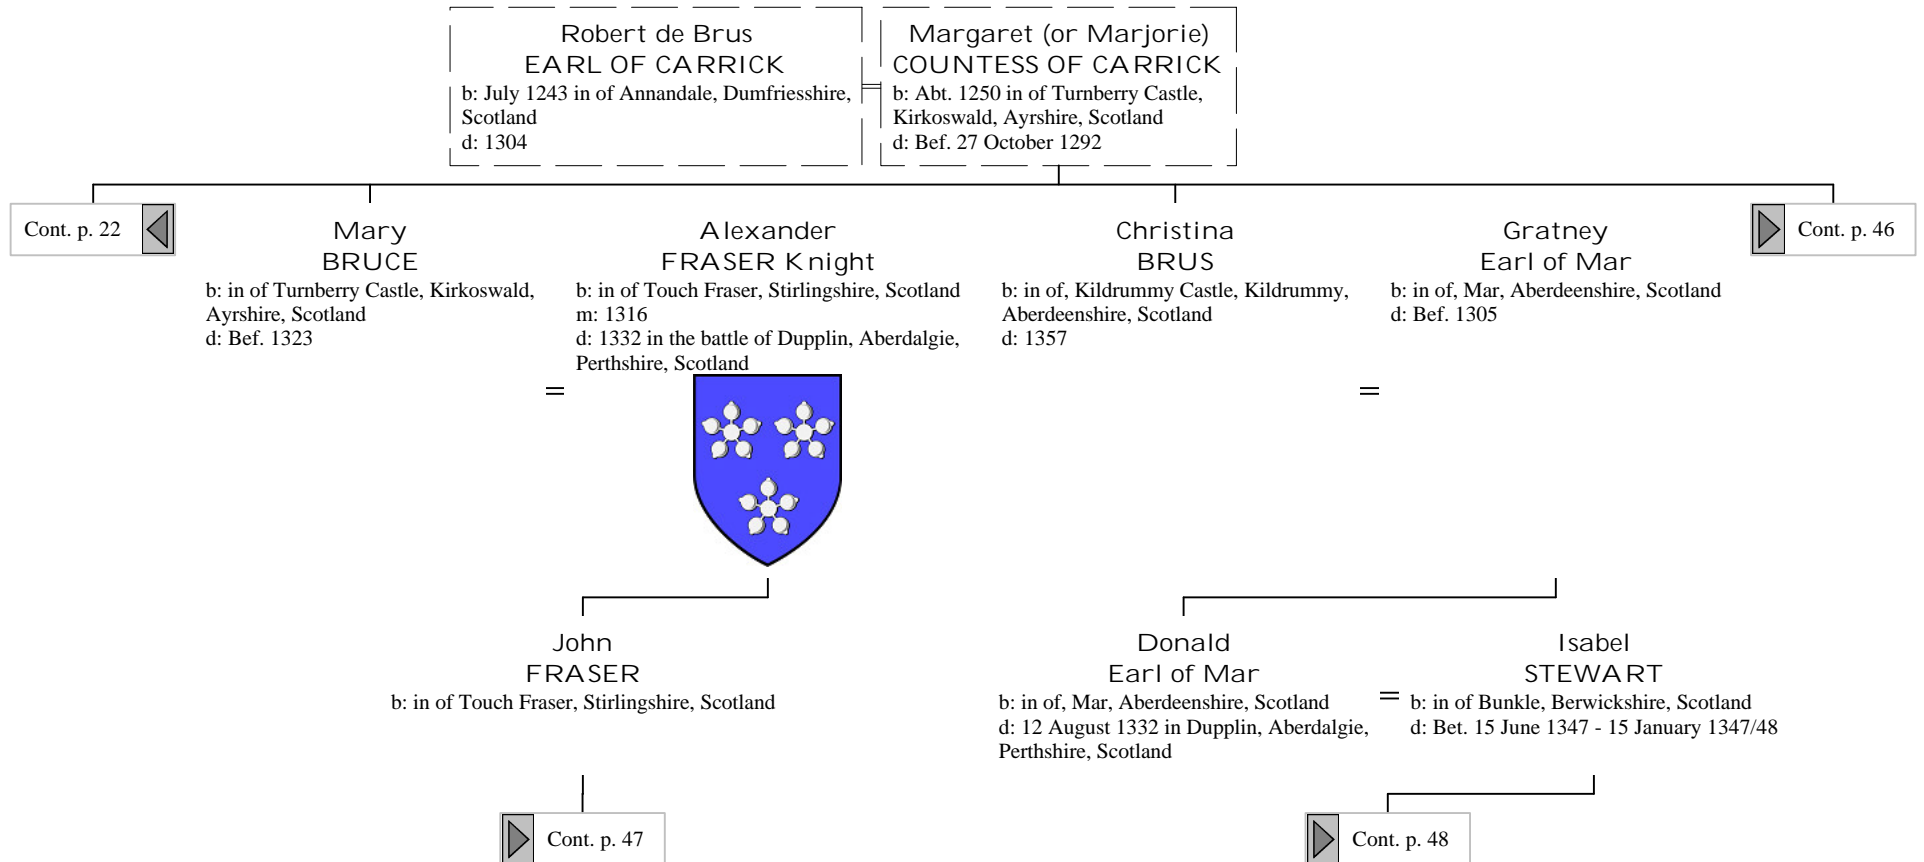 Robert de Brus
EARL OF CARRICK
b: July 1243 in of Annandale, Dumfriesshire,
Scotland
d: 1304
Margaret (or Marjorie)
COUNTESS OF CARRICK
b: Abt. 1250 in of Turnberry Castle,
Kirkoswald, Ayrshire, Scotland
d: Bef. 27 October 1292
=
Cont. p. 22
Mary
BRUCE
b: in of Turnberry Castle, Kirkoswald,
Ayrshire, Scotland
d: Bef. 1323
=
Alexander
FRASER Knight
b: in of Touch Fraser, Stirlingshire, Scotland
m: 1316
d: 1332 in the battle of Dupplin, Aberdalgie,
Perthshire, Scotland
Christina
BRUS
b: in of, Kildrummy Castle, Kildrummy,
Aberdeenshire, Scotland
d: 1357
=
Gratney
Earl of Mar
b: in of, Mar, Aberdeenshire, Scotland
d: Bef. 1305
Cont. p. 46
John
FRASER
b: in of Touch Fraser, Stirlingshire, Scotland
Donald
Earl of Mar
b: in of, Mar, Aberdeenshire, Scotland
d: 12 August 1332 in Dupplin, Aberdalgie,
Perthshire, Scotland
=
Isabel
STEWART
b: in of Bunkle, Berwickshire, Scotland
d: Bet. 15 June 1347 - 15 January 1347/48
Cont. p. 47
Cont. p. 48